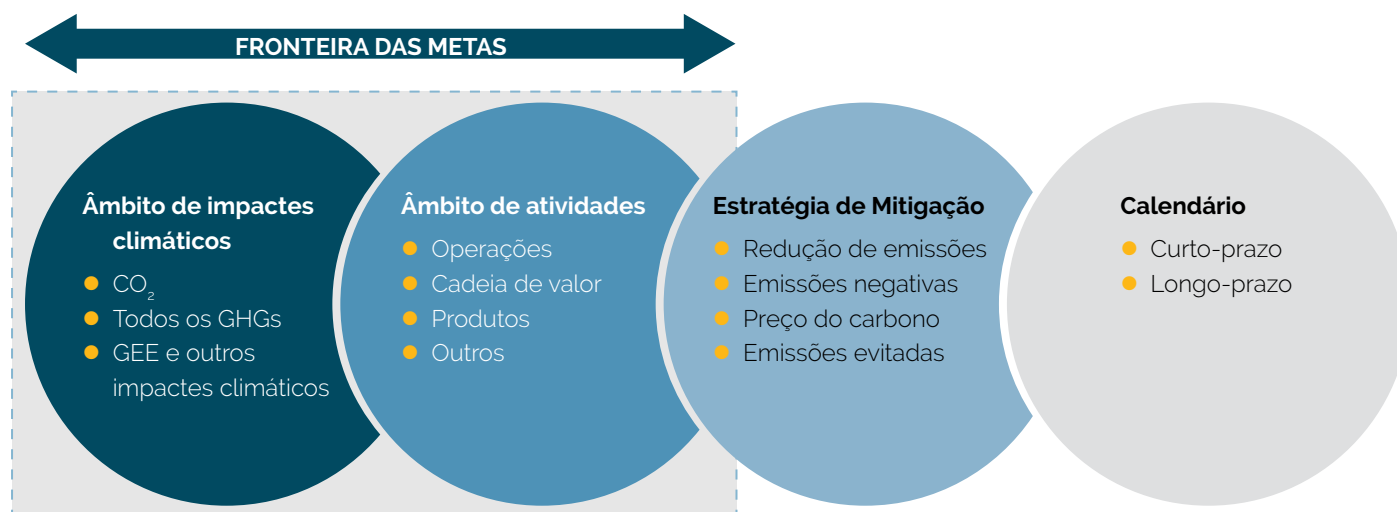 FRONTEIRA DAS METAS
Âmbito de impactes
climáticos
CO₂
Todos os GHGs
GEE e outros
impactes climáticos
Âmbito de atividades
Operações
Cadeia de valor
Produtos
Outros
Estratégia de Mitigação
Redução de emissões
Emissões negativas
Preço do carbono
Emissões evitadas
Calendário
Curto-prazo
Longo-prazo